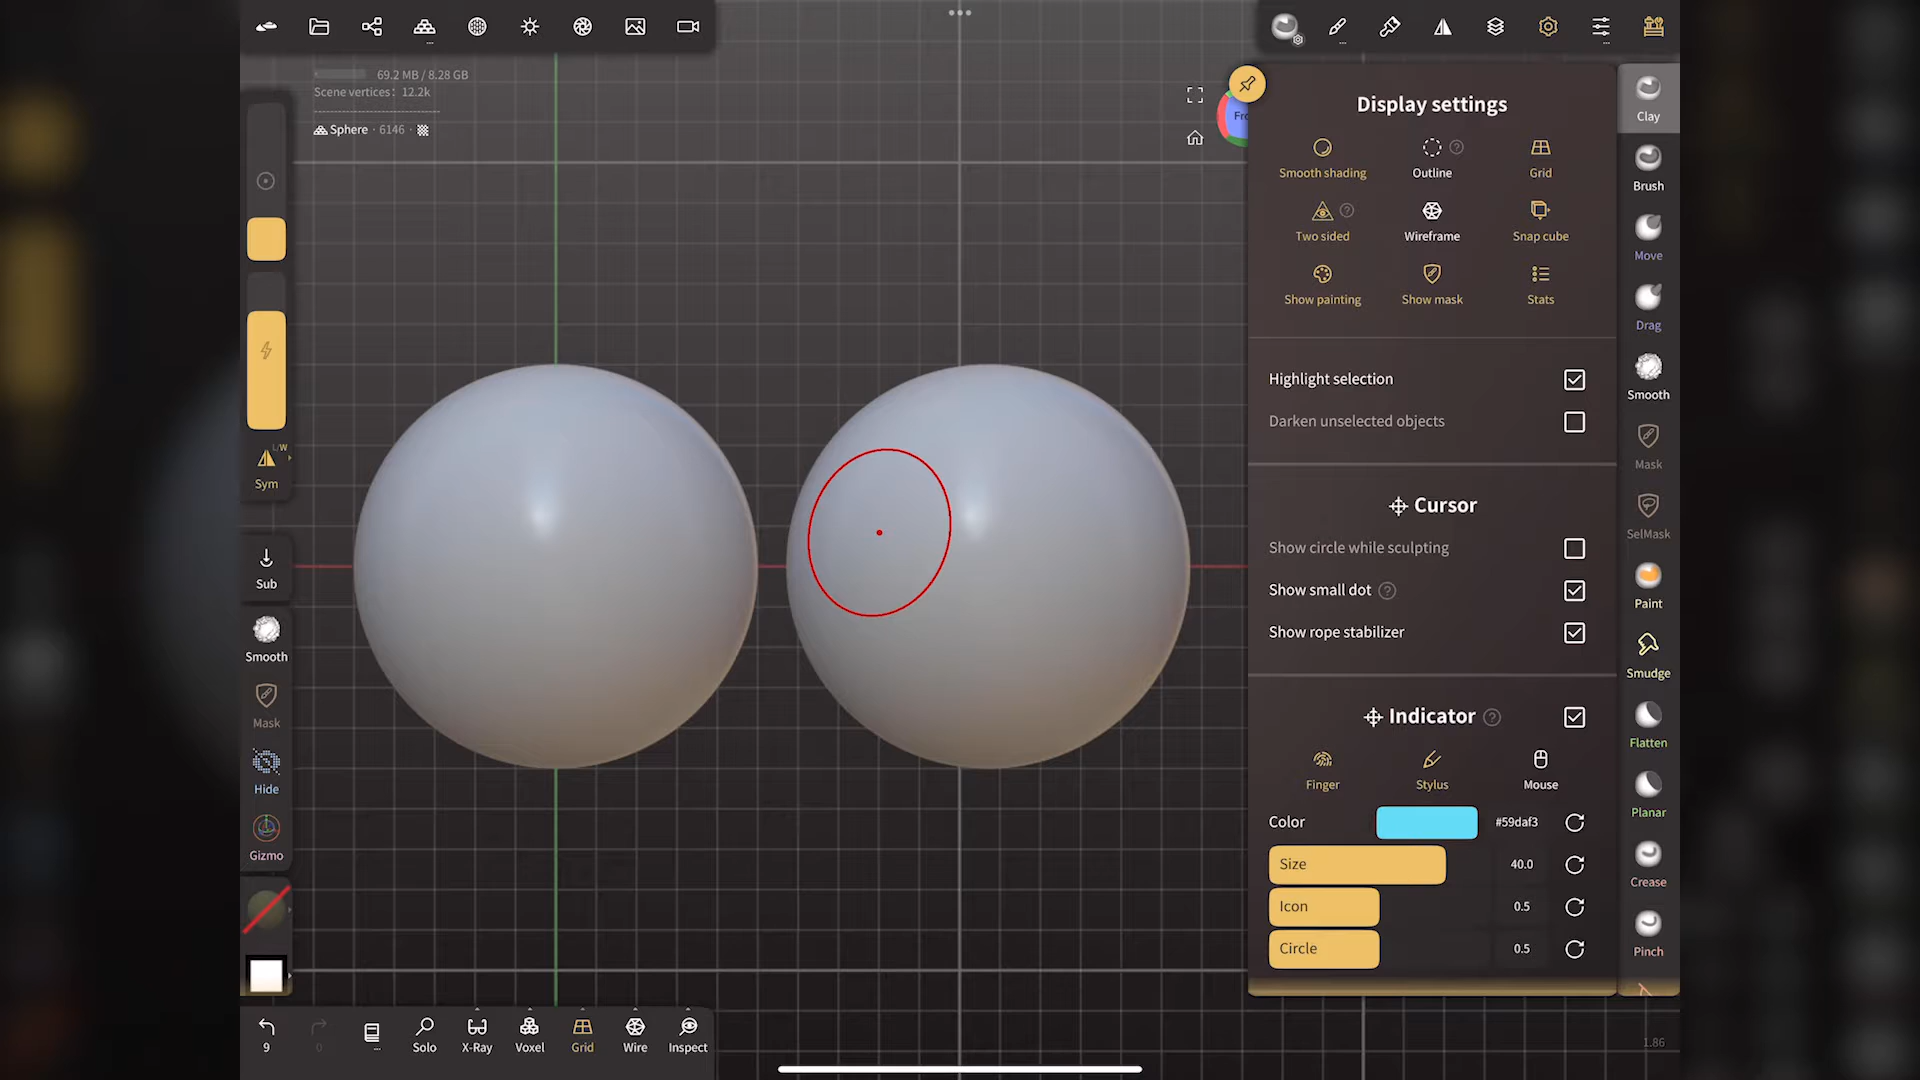 69.2 MB / 8.28 GB
Scene vertices: 12.2k
Sphere · 6146 ·
Sym
L/W
Sub
Smooth
Mask
Hide
Gizmo
9
0
Solo
X-Ray
Voxel
Grid
Wire
Inspect
Display settings
Smooth shading
Outline
Grid
Two sided
Wireframe
Snap cube
Show painting
Show mask
Stats
Highlight selection
Darken unselected objects
Cursor
Show circle while sculpting
Show small dot
Show rope stabilizer
Indicator
Finger
Stylus
Mouse
Color #59daf3
Size 40.0
Icon 0.5
Circle 0.5
Clay
Brush
Move
Drag
Smooth
Mask
SelMask
Paint
Smudge
Flatten
Planar
Crease
Pinch
1.86